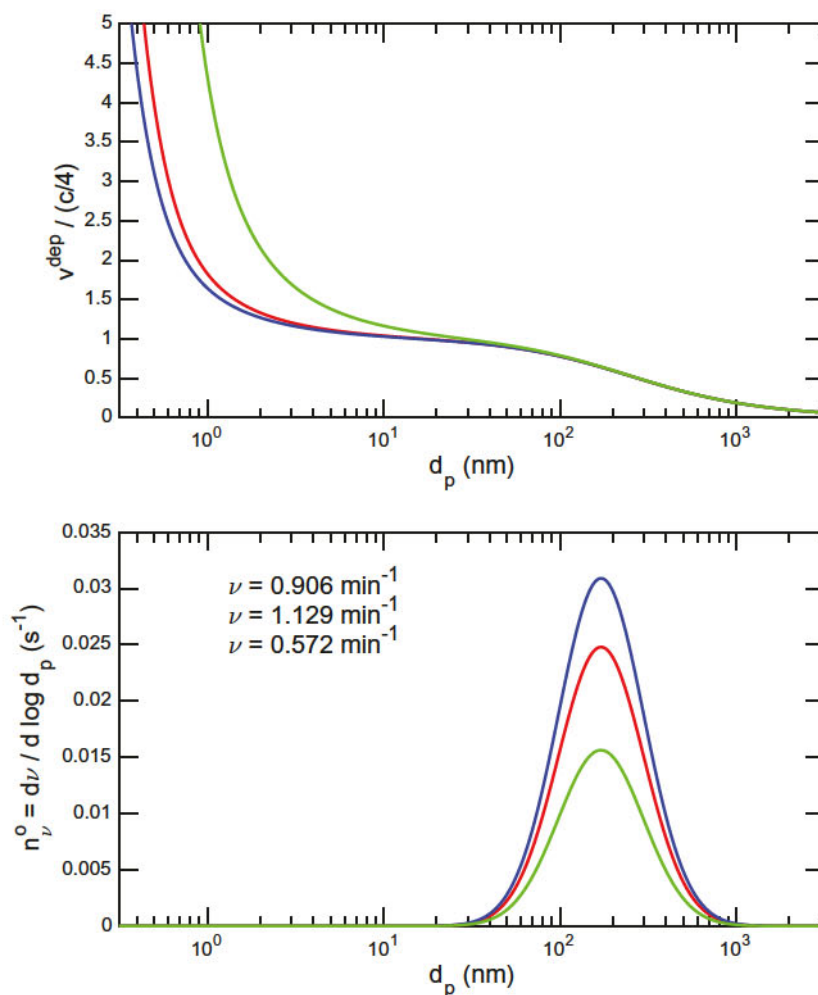 5
4.5
4
3.5
3
2.5
2
1.5
1
0.5
0
v^dep / (c/4)
10^0 10^1 10^2 10^3
d_p (nm)
0.035
0.03
0.025
0.02
0.015
0.01
0.005
0
n_ν^o = dν / d log d_p (s^-1)
ν = 0.906 min^-1
ν = 1.129 min^-1
ν = 0.572 min^-1
10^0 10^1 10^2 10^3
d_p (nm)